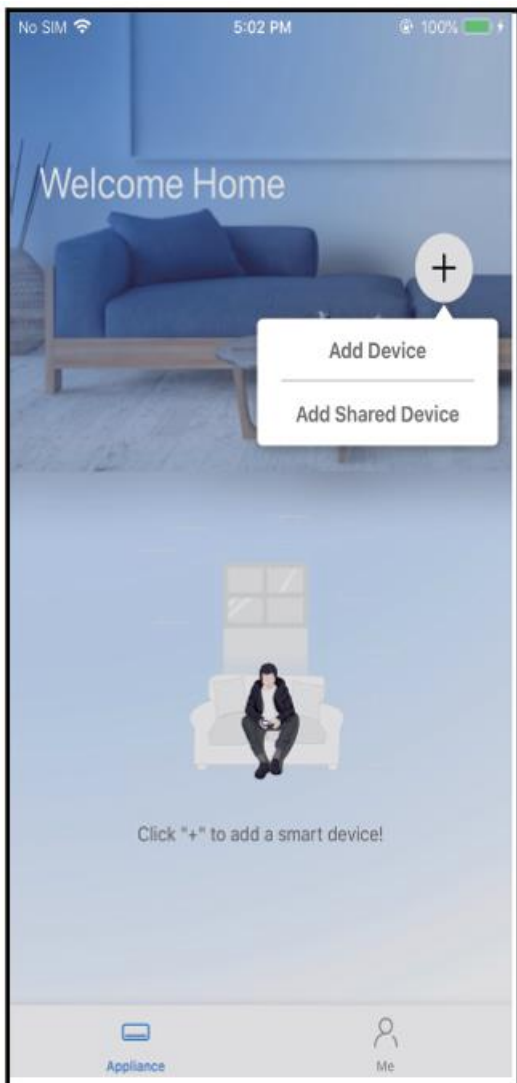 No SIM 5:02 PM 100%
Welcome Home
+
Add Device
Add Shared Device
Click "+" to add a smart device!
Appliance Me